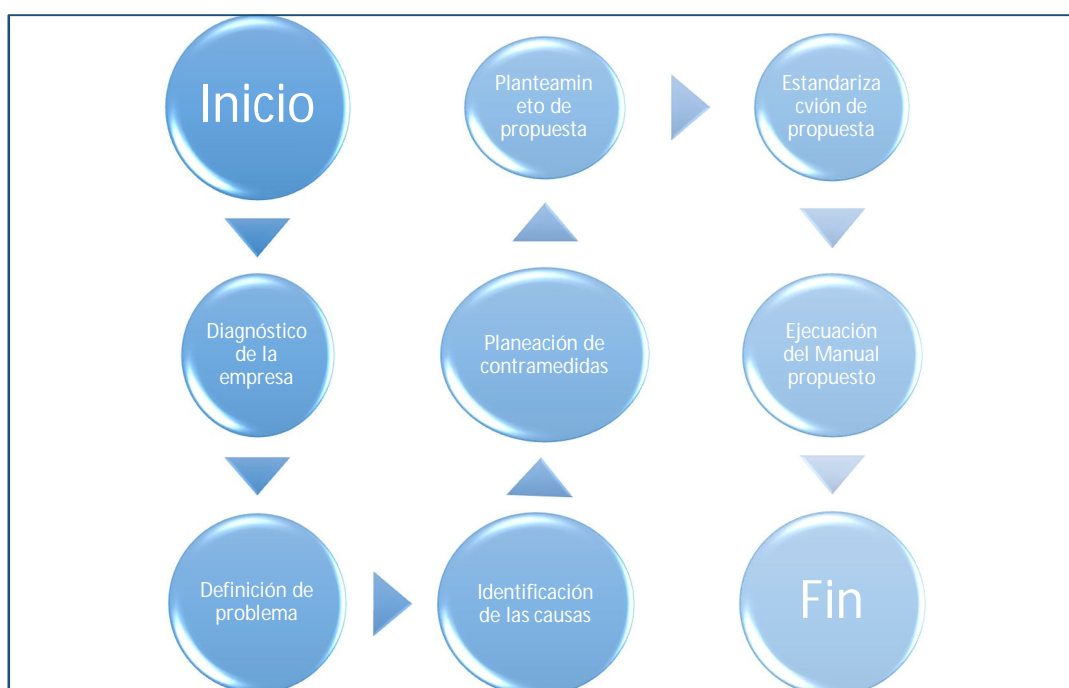 Inicio
Diagnóstico
de la
empresa
Definición de
problema
Identificación
de las causas
Planeación de
contramedidas
Planteamin
eto de
propuesta
Estandariza
cvión de
propuesta
Ejecuación
del Manual
propuesto
Fin